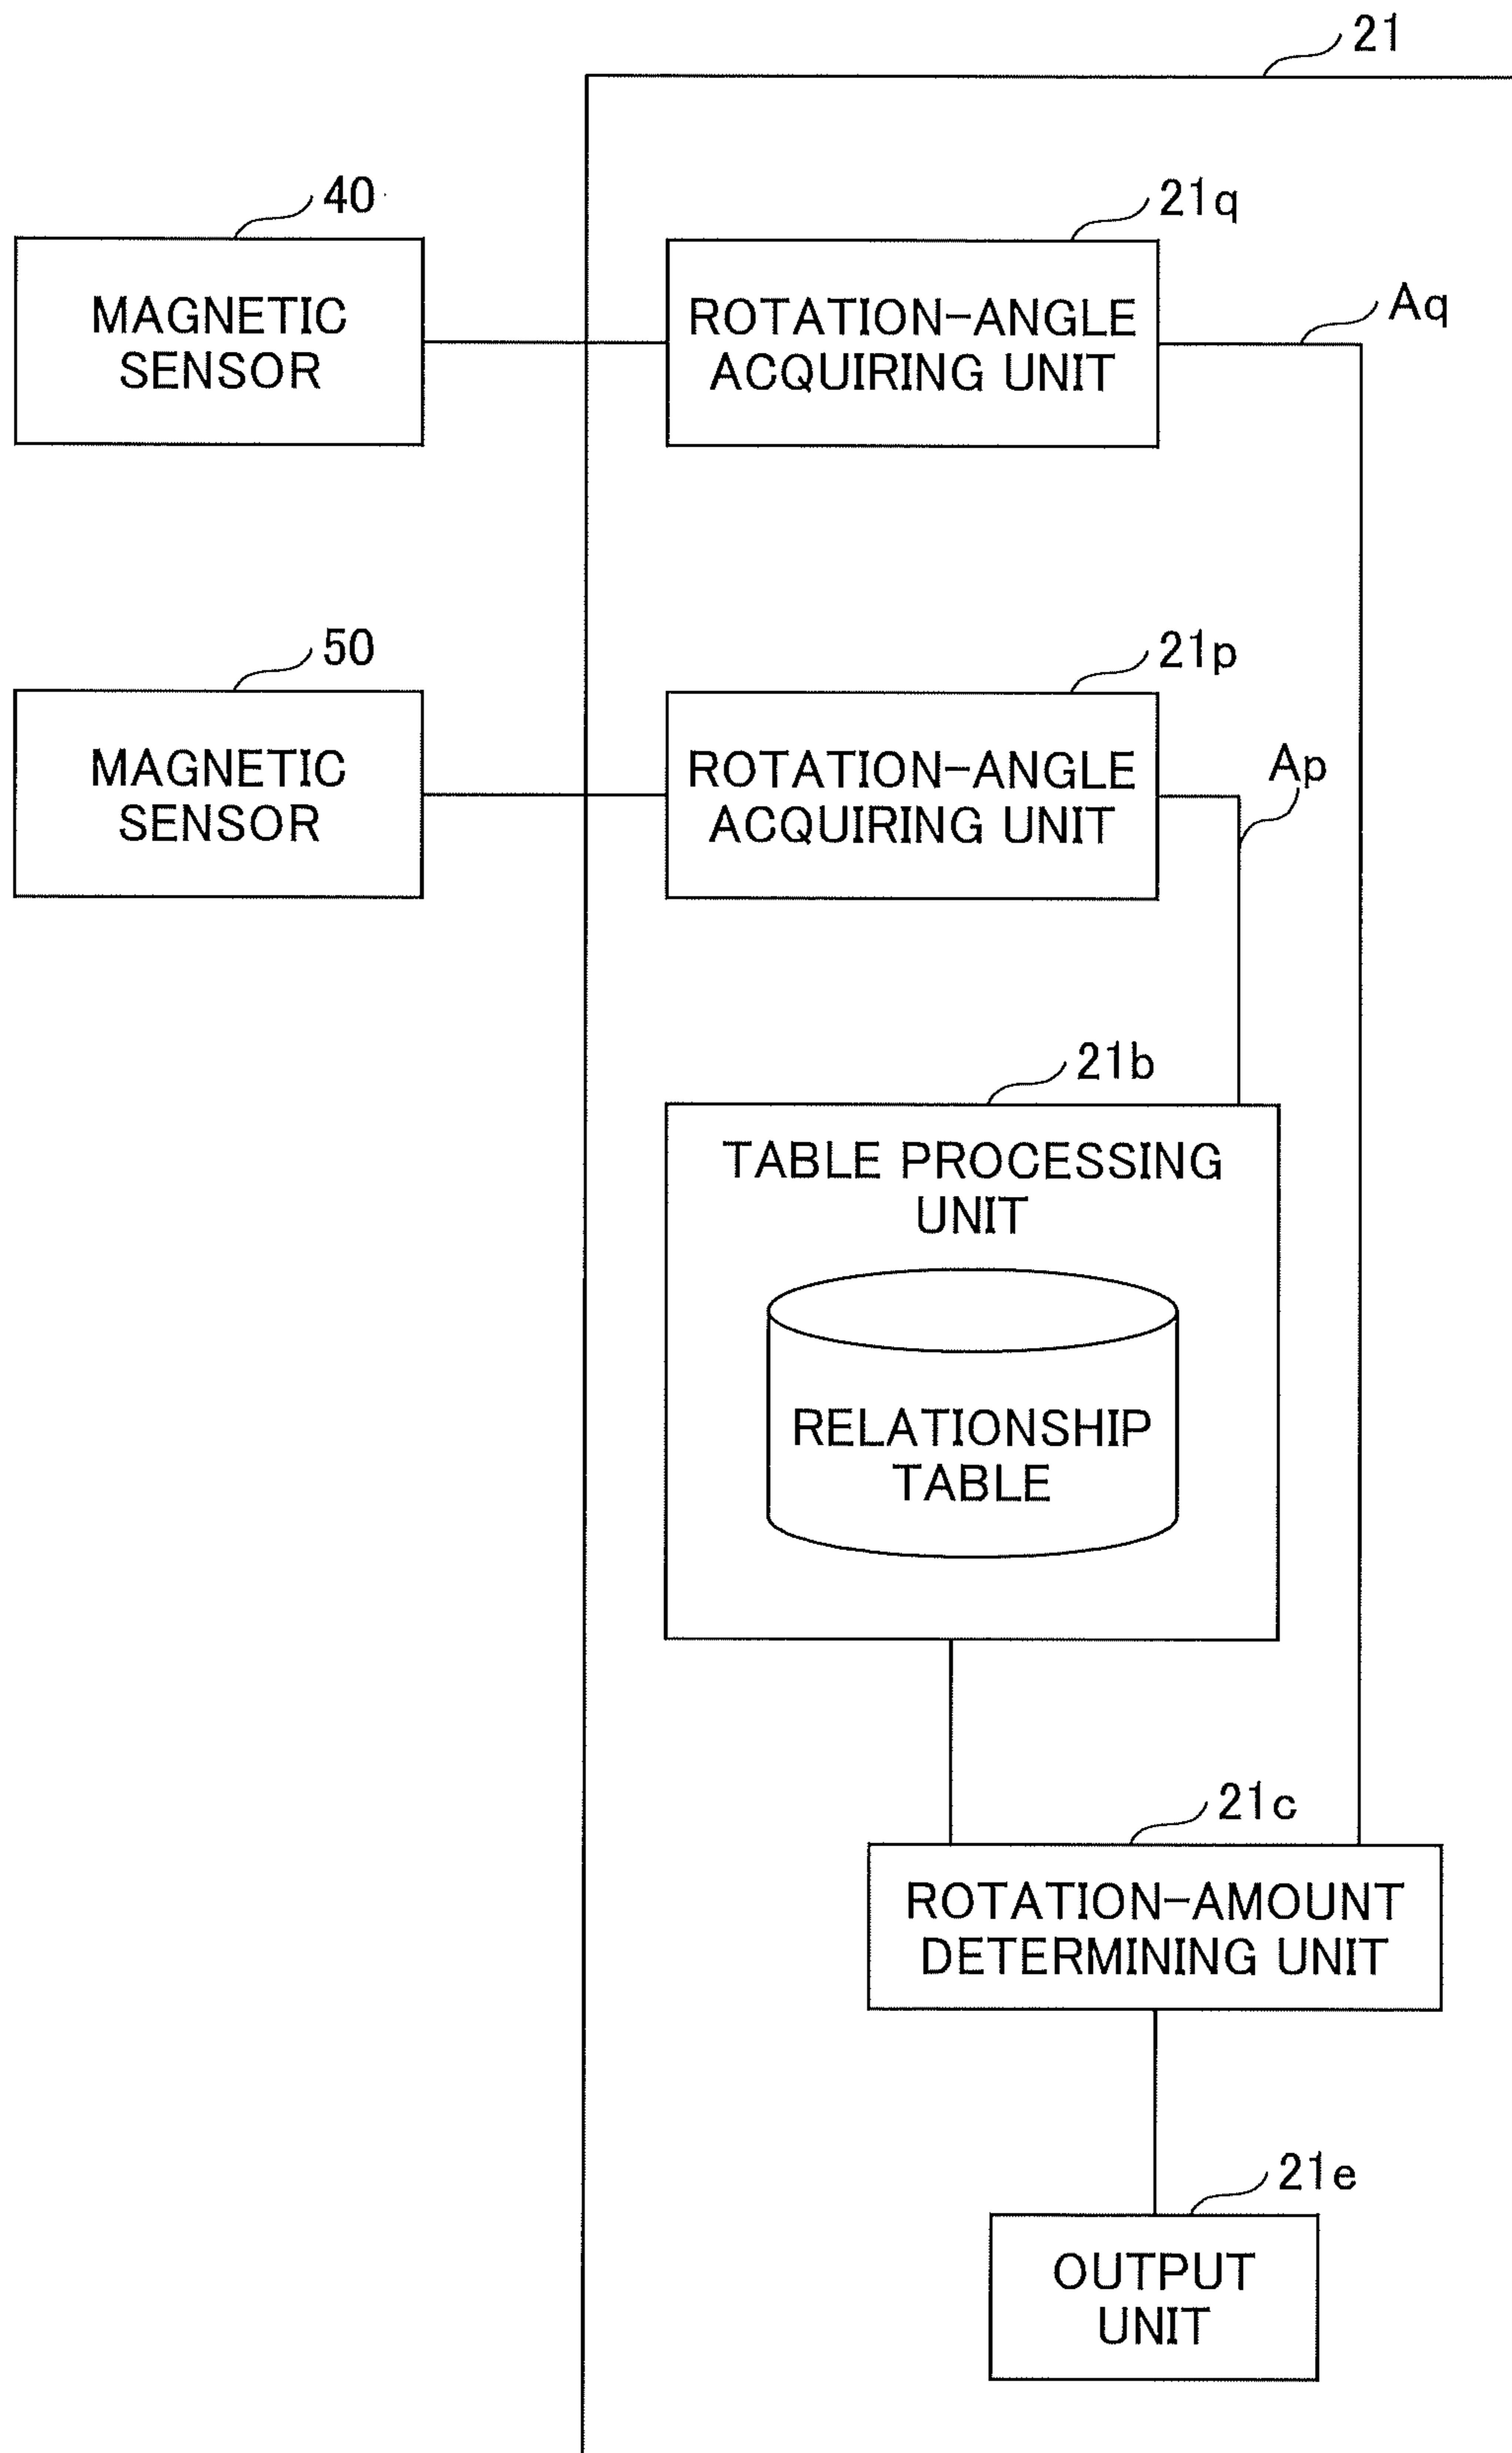 21
40
21q
MAGNETIC
SENSOR
ROTATION-ANGLE
ACQUIRING UNIT
Aq
50
21p
MAGNETIC
SENSOR
ROTATION-ANGLE
ACQUIRING UNIT
Ap
21b
TABLE PROCESSING
UNIT
RELATIONSHIP
TABLE
21c
ROTATION-AMOUNT
DETERMINING UNIT
21e
OUTPUT
UNIT